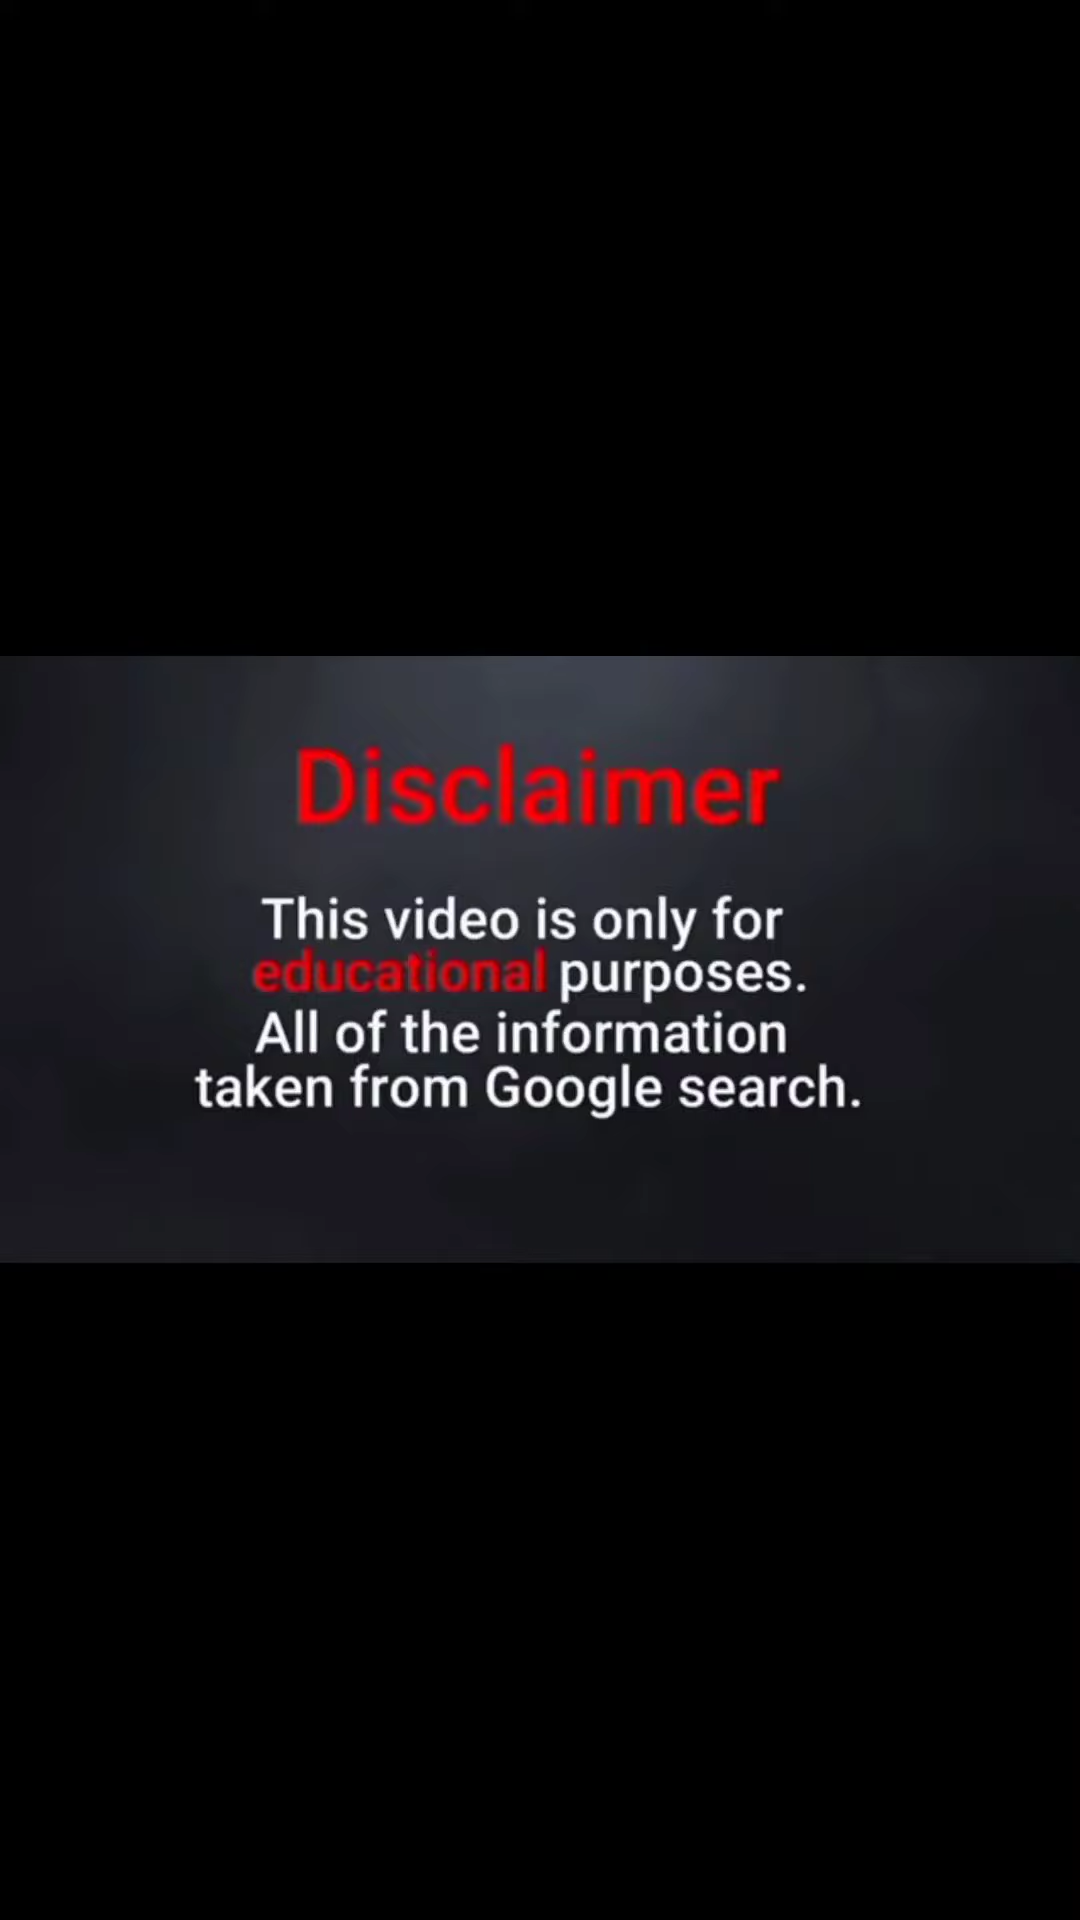 Disclaimer
This video is only for
educational purposes.
All of the information
taken from Google search.